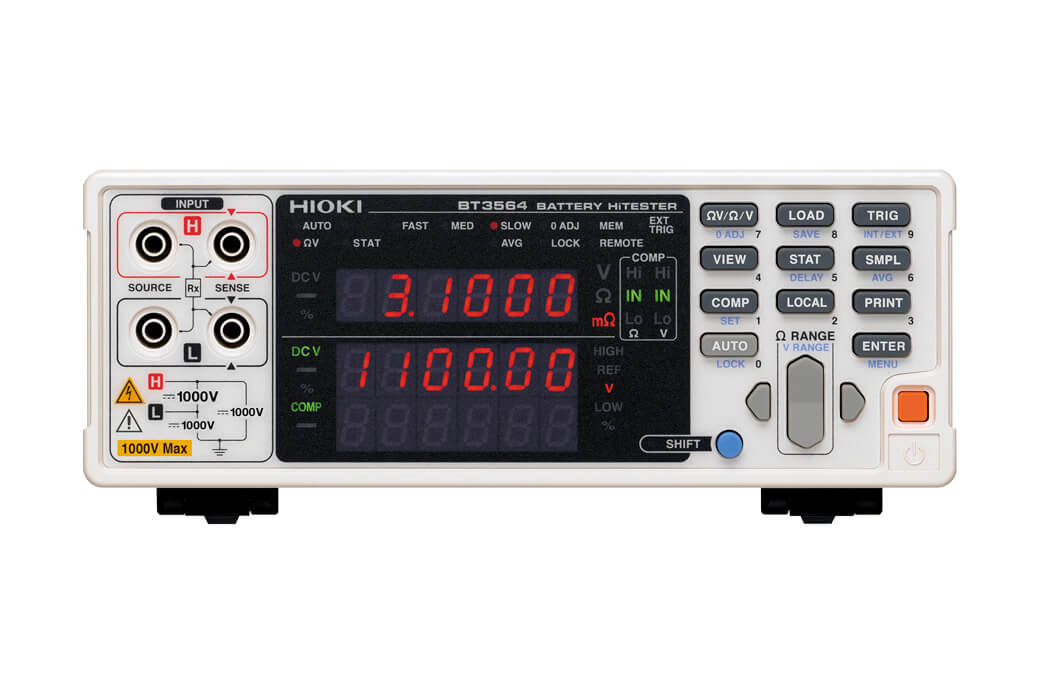 INPUT
H
SOURCE
Rx
SENSE
L
H
1000V
L
1000V
1000V
1000V Max
HIOKI
BT3564 BATTERY HiTESTER
AUTO
FAST
MED
SLOW
0 ADJ
MEM
EXT
TRIG
ΩV
STAT
AVG
LOCK
REMOTE
DC V
%
3.1000
V
Ω
mΩ
COMP
Hi Hi
IN IN
Lo Lo
Ω V
DC V
%
COMP
1100.00
HIGH
REF
V
LOW
%
SHIFT
ΩV/Ω/V
LOAD
TRIG
0 ADJ 7
SAVE 8
INT/EXT 9
VIEW
STAT
SMPL
4
DELAY 5
AVG 6
COMP
LOCAL
PRINT
SET 1
2
3
AUTO
Ω RANGE
V RANGE
ENTER
LOCK 0
MENU